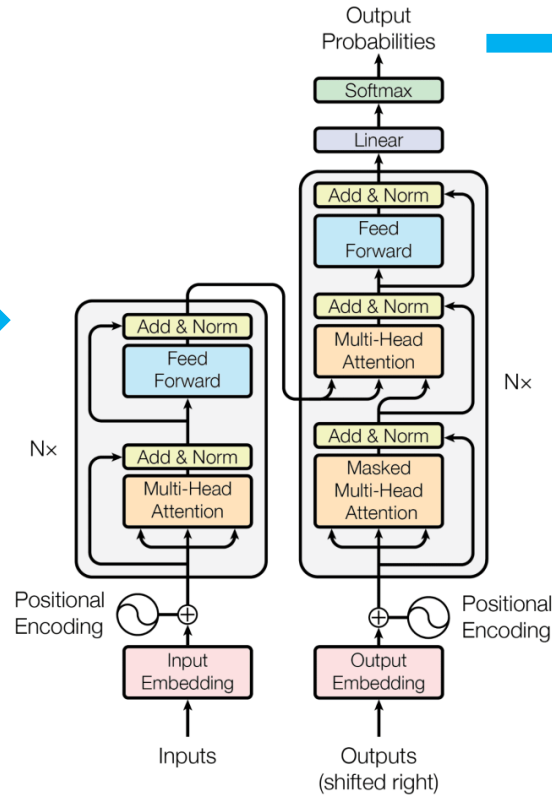 Output
Probabilities
Softmax
Linear
Add & Norm
Feed
Forward
Add & Norm
Multi-Head
Attention
Add & Norm
Masked
Multi-Head
Attention
N×
Add & Norm
Feed
Forward
Add & Norm
Multi-Head
Attention
N×
Positional
Encoding
Positional
Encoding
Input
Embedding
Output
Embedding
Inputs
Outputs
(shifted right)